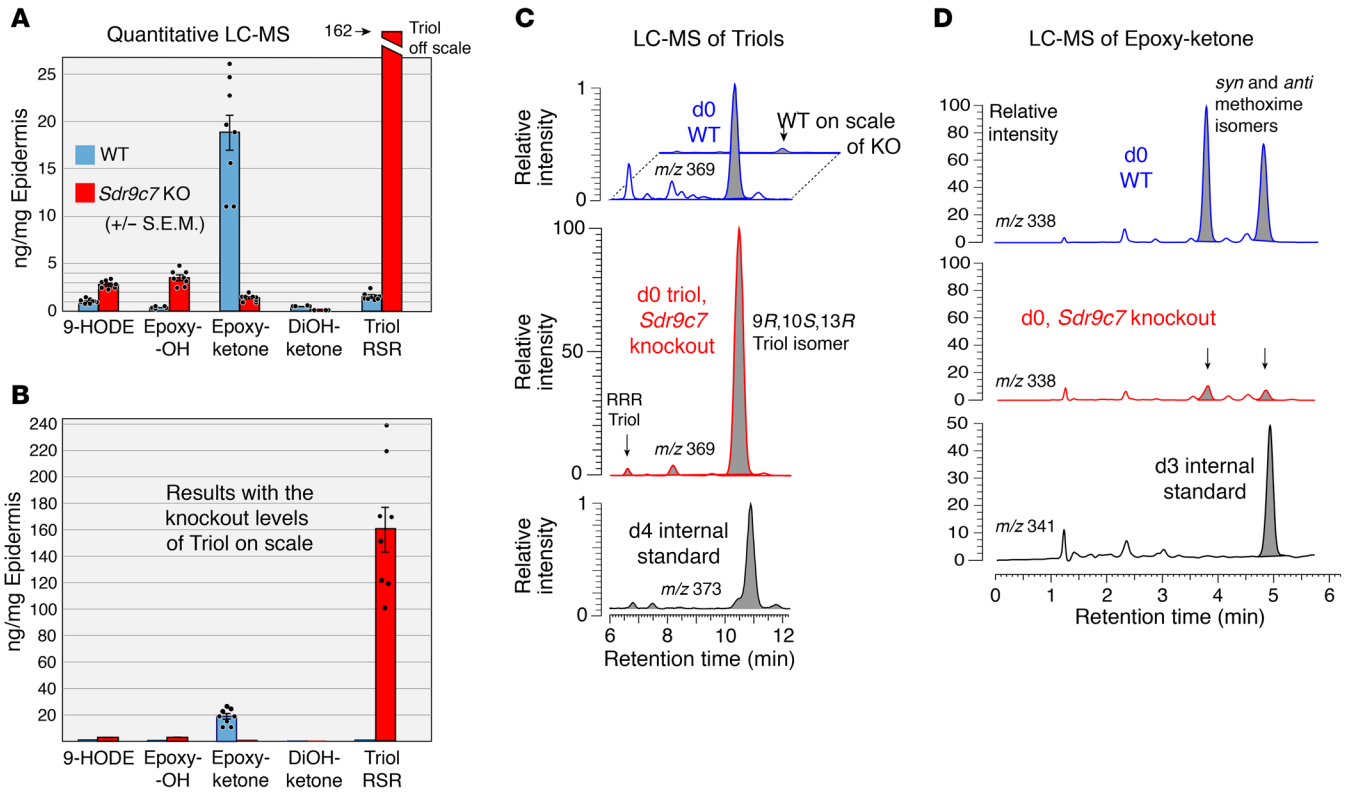 A
Quantitative LC-MS
162→
Triol
off scale
ng/mg Epidermis
25
20
15
10
5
0
WT
Sdr9c7 KO
(+/− S.E.M.)
9-HODE
Epoxy-
-OH
Epoxy-
ketone
DiOH-
ketone
Triol
RSR
B
ng/mg Epidermis
240
220
200
180
160
140
120
100
80
60
40
20
Results with the
knockout levels
of Triol on scale
9-HODE
Epoxy-
-OH
Epoxy-
ketone
DiOH-
ketone
Triol
RSR
C
LC-MS of Triols
Relative
intensity
1
0
d0
WT
WT on scale
of KO
m/z 369
Relative
intensity
100
50
0
d0 triol,
Sdr9c7
knockout
9R,10S,13R
Triol isomer
RRR
Triol
m/z 369
Relative
intensity
1
0
d4 internal
standard
m/z 373
6 8 10 12
Retention time (min)
D
LC-MS of Epoxy-ketone
Relative
intensity
syn and anti
methoxime
isomers
100
80
60
40
20
0
d0
WT
m/z 338
100
80
60
40
20
0
d0, Sdr9c7 knockout
m/z 338
50
40
30
20
10
0
d3 internal
standard
m/z 341
0 1 2 3 4 5 6
Retention time (min)